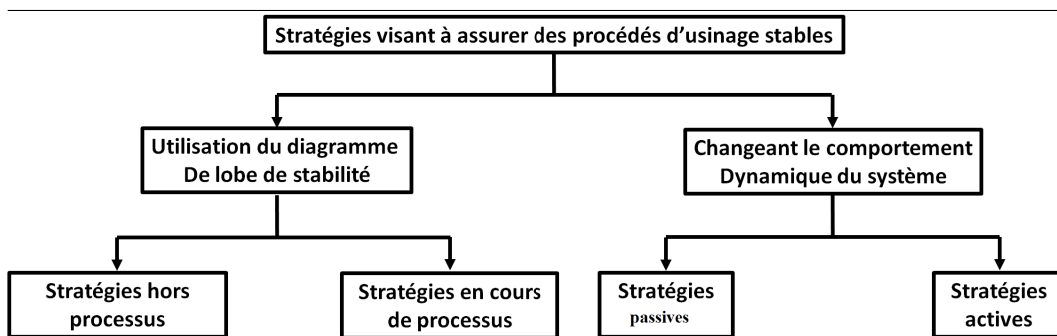 Stratégies visant à assurer des procédés d'usinage stables
Utilisation du diagramme
De lobe de stabilité
Changeant le comportement
Dynamique du système
Stratégies hors
processus
Stratégies en cours
de processus
Stratégies
passives
Stratégies
actives